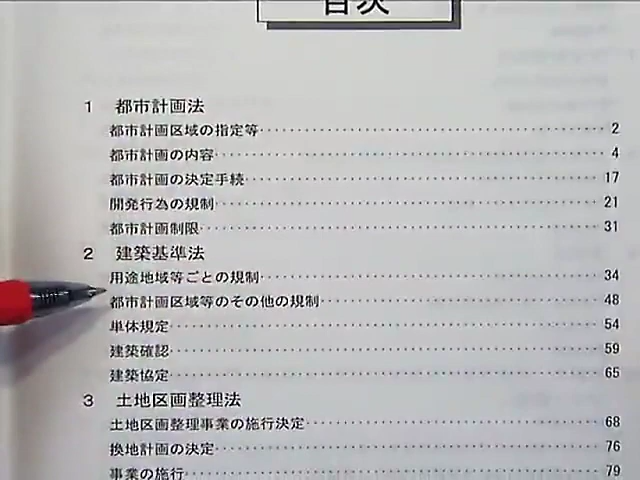 目次
1 都市計画法
都市計画区域の指定等 2
都市計画の内容 4
都市計画の決定手続 17
開発行為の規制 21
都市計画制限 31
2 建築基準法
用途地域等ごとの規制 34
都市計画区域等のその他の規制 48
単体規定 54
建築確認 59
建築協定 65
3 土地区画整理法
土地区画整理事業の施行決定 68
換地計画の決定 76
事業の施行 79